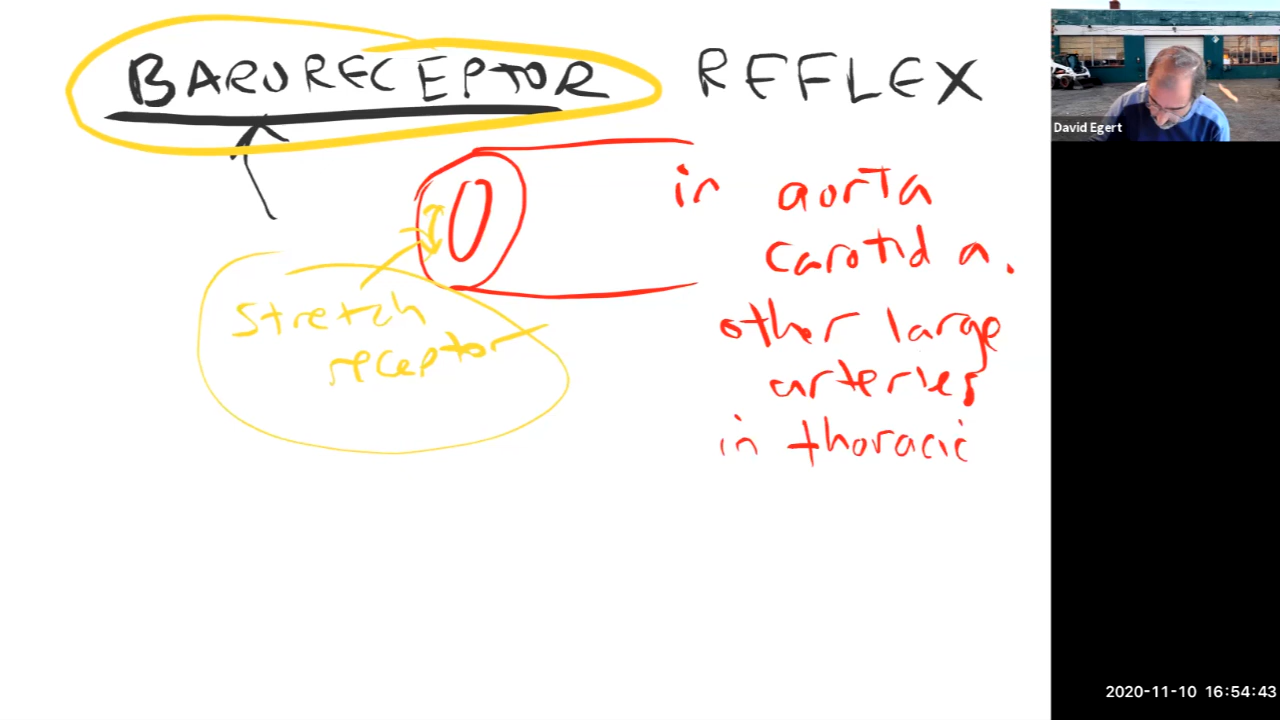 BARORECEPTOR REFLEX
in aorta
carotid a.
other large
arteries
in thoracic
stretch
receptor
David Egert
2020-11-10 16:54:43